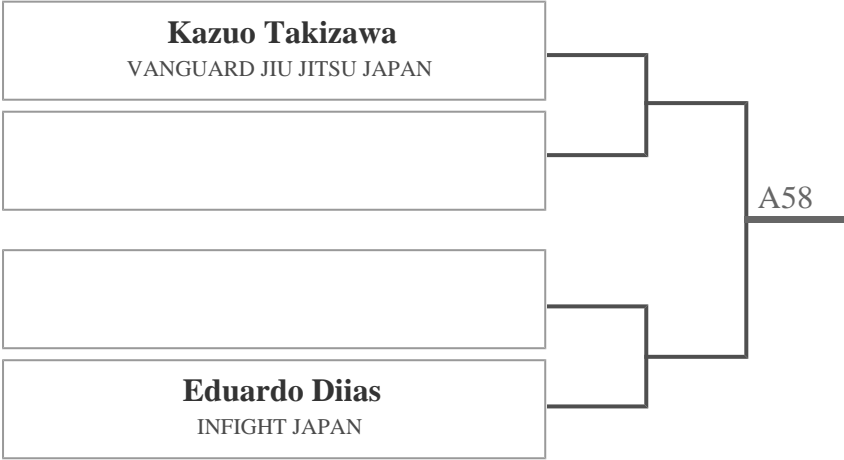 Kazuo Takizawa
VANGUARD JIU JITSU JAPAN
A58
Eduardo Diias
INFIGHT JAPAN